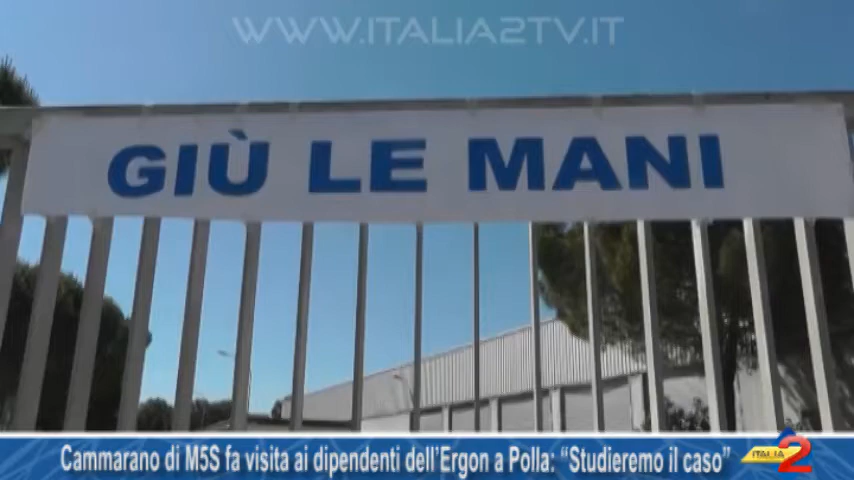 WWW.ITALIA2TV.IT
GIÙ LE MANI
Cammarano di M5S fa visita ai dipendenti dell'Ergon a Polla: "Studieremo il caso"
ITALIA 2